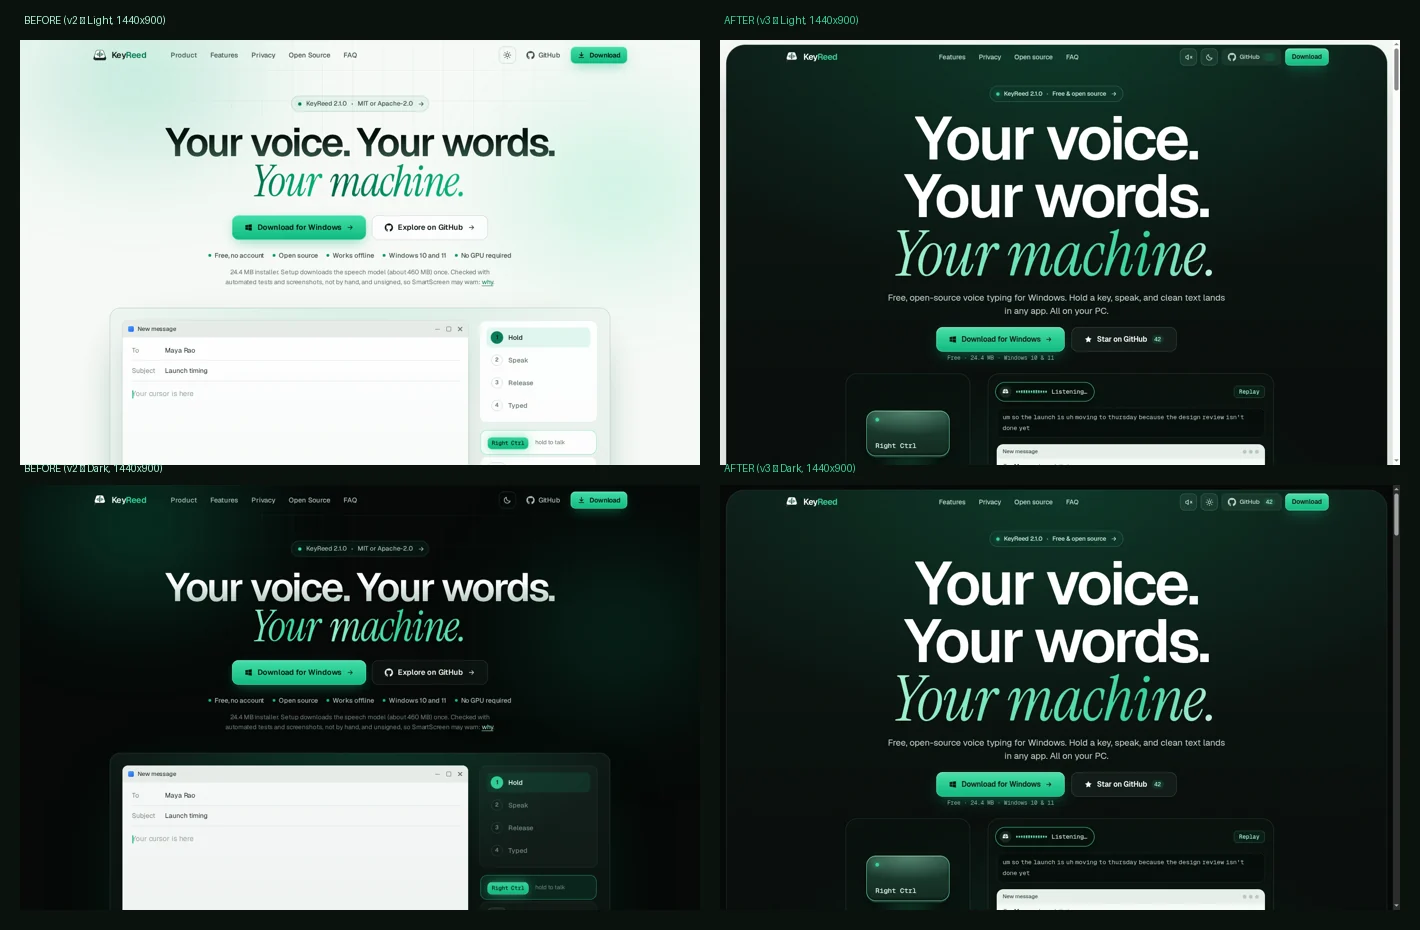 BEFORE (v2 Light, 1440x900)
KeyReed Product Features Privacy Open Source FAQ GitHub Download
KeyReed 2.1.0 · MIT or Apache-2.0 →
Your voice. Your words.
Your machine.
Download for Windows → Explore on GitHub →
Free, no account Open source Works offline Windows 10 and 11 No GPU required
24.4 MB installer. Setup downloads the speech model (about 460 MB) once. Checked with
automated tests and screenshots, not by hand, and unsigned, so SmartScreen may warn: why
New message
To Maya Rao
Subject Launch timing
Your cursor is here
1 Hold
2 Speak
3 Release
4 Typed
Right Ctrl hold to talk
AFTER (v3 Light, 1440x900)
KeyReed Features Privacy Open source FAQ GitHub Download
KeyReed 2.1.0 · Free & open source →
Your voice.
Your words.
Your machine.
Free, open-source voice typing for Windows. Hold a key, speak, and clean text lands
in any app. All on your PC.
Download for Windows → Star on GitHub 42
Free · 24.4 MB · Windows 10 & 11
Right Ctrl
Listening… Replay
um so the launch is uh moving to thursday because the design review isn't
done yet
New message
BEFORE (v2 Dark, 1440x900)
KeyReed Product Features Privacy Open Source FAQ GitHub Download
KeyReed 2.1.0 · MIT or Apache-2.0 →
Your voice. Your words.
Your machine.
Download for Windows → Explore on GitHub →
Free, no account Open source Works offline Windows 10 and 11 No GPU required
24.4 MB installer. Setup downloads the speech model (about 460 MB) once. Checked with
automated tests and screenshots, not by hand, and unsigned, so SmartScreen may warn: why
New message
To Maya Rao
Subject Launch timing
Your cursor is here
1 Hold
2 Speak
3 Release
4 Typed
Right Ctrl hold to talk
AFTER (v3 Dark, 1440x900)
KeyReed Features Privacy Open source FAQ GitHub 42 Download
KeyReed 2.1.0 · Free & open source →
Your voice.
Your words.
Your machine.
Free, open-source voice typing for Windows. Hold a key, speak, and clean text lands
in any app. All on your PC.
Download for Windows → Star on GitHub 42
Free · 24.4 MB · Windows 10 & 11
Right Ctrl
Listening… Replay
um so the launch is uh moving to thursday because the design review isn't
done yet
New message